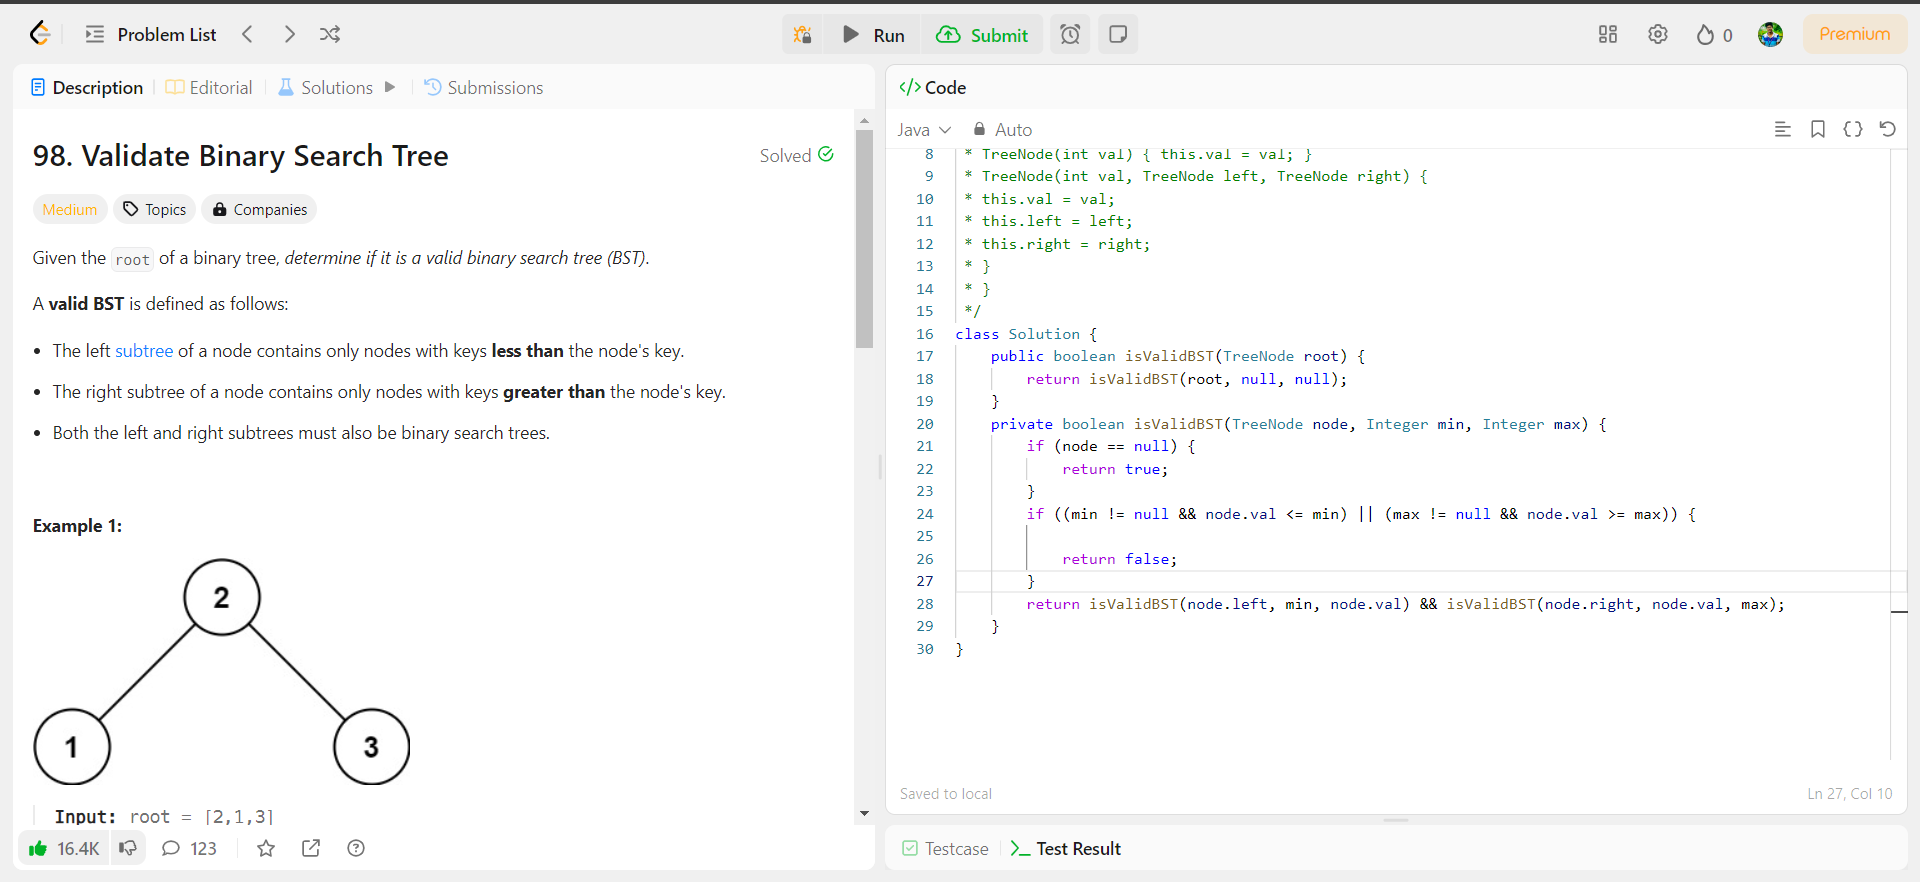 Problem List
Run
Submit
0
Premium
Description
Editorial
Solutions
Submissions
98. Validate Binary Search Tree
Solved
Medium
Topics
Companies
Given the root of a binary tree, determine if it is a valid binary search tree (BST).
A valid BST is defined as follows:
• The left subtree of a node contains only nodes with keys less than the node's key.
• The right subtree of a node contains only nodes with keys greater than the node's key.
• Both the left and right subtrees must also be binary search trees.
Example 1:
2
1
3
Input: root = [2,1,3]
16.4K
123
</> Code
Java
Auto
8 * TreeNode(int val) { this.val = val; }
9 * TreeNode(int val, TreeNode left, TreeNode right) {
10 * this.val = val;
11 * this.left = left;
12 * this.right = right;
13 * }
14 * }
15 */
16 class Solution {
17 public boolean isValidBST(TreeNode root) {
18 return isValidBST(root, null, null);
19 }
20 private boolean isValidBST(TreeNode node, Integer min, Integer max) {
21 if (node == null) {
22 return true;
23 }
24 if ((min != null && node.val <= min) || (max != null && node.val >= max)) {
25
26 return false;
27 }
28 return isValidBST(node.left, min, node.val) && isValidBST(node.right, node.val, max);
29 }
30 }
Saved to local
Ln 27, Col 10
Testcase
Test Result